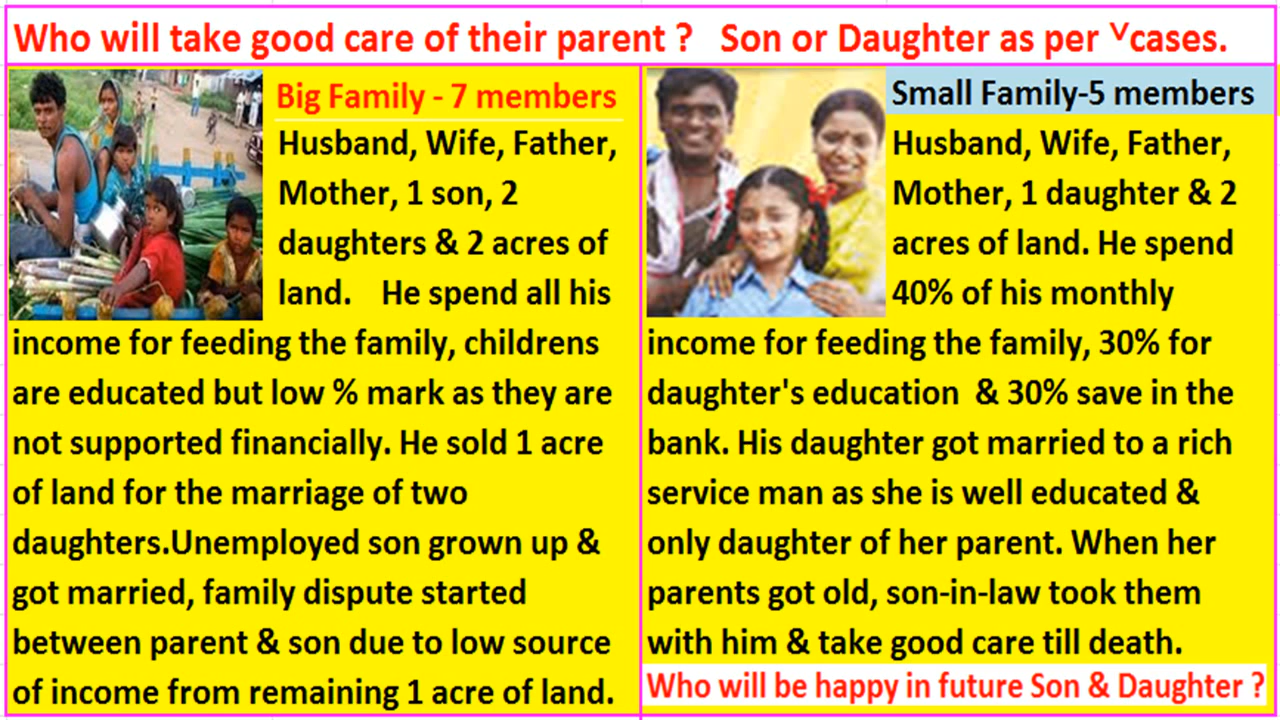 Who will take good care of their parent ?   Son or Daughter as per ˅cases.
Big Family - 7 members
Husband, Wife, Father,
Mother, 1 son, 2
daughters & 2 acres of
land.    He spend all his
income for feeding the family, childrens
are educated but low % mark as they are
not supported financially. He sold 1 acre
of land for the marriage of two
daughters.Unemployed son grown up &
got married, family dispute started
between parent & son due to low source
of income from remaining 1 acre of land.
Small Family-5 members
Husband, Wife, Father,
Mother, 1 daughter & 2
acres of land. He spend
40% of his monthly
income for feeding the family, 30% for
daughter's education  & 30% save in the
bank. His daughter got married to a rich
service man as she is well educated &
only daughter of her parent. When her
parents got old, son-in-law took them
with him & take good care till death.
Who will be happy in future Son & Daughter ?